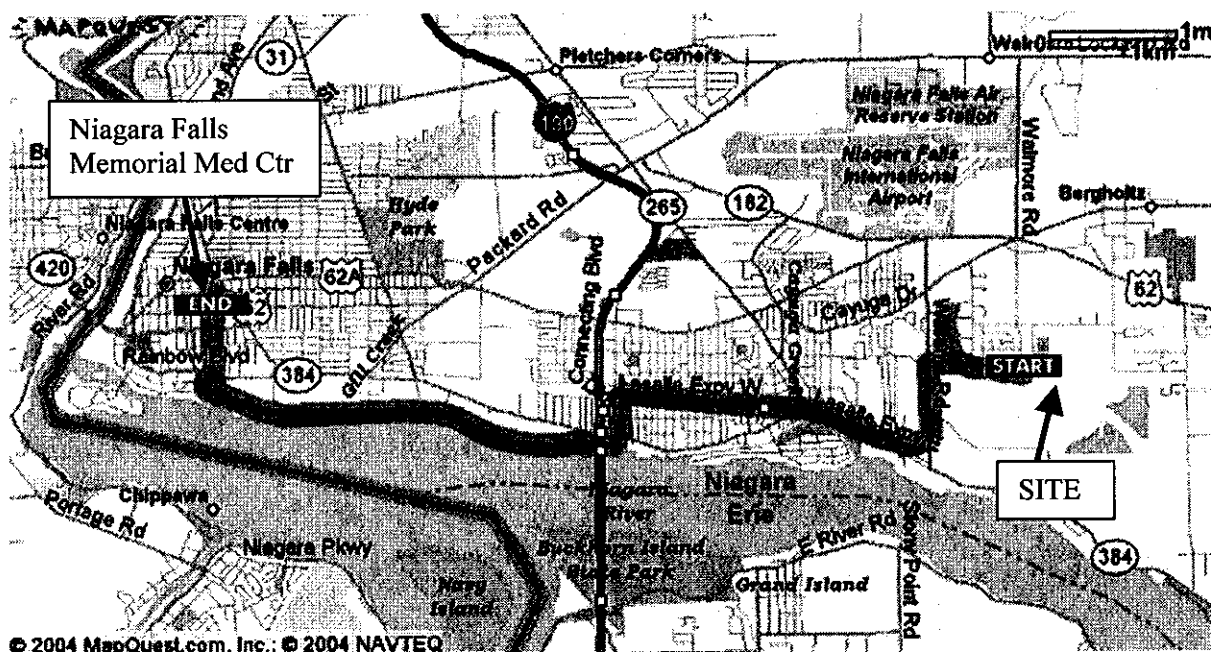 MAPQUEST
31
Pletchers Corners
1m
1km
Niagara Falls Air
Reserve Station
Walmore Rd
Niagara Falls
Memorial Med Ctr
190
Niagara Falls
International
Airport
Bergholtz
Hyde
Park
Packard Rd
265
182
Niagara Falls Centre
420
River Rd
Niagara Falls
62A
62
END
Connecting Blvd
Cayuga Dr
Cayuga Creek
Rainbow Blvd
384
Gill Creek
Lasalle Expy W
START
SITE
Niagara
River
Niagara
Erie
Chippawa
Portage Rd
Niagara Pkwy
Navy
Island
Buckhorn Island
State Park
E River Rd
Grand Island
Stony Point Rd
384
© 2004 MapQuest.com, Inc.; © 2004 NAVTEQ